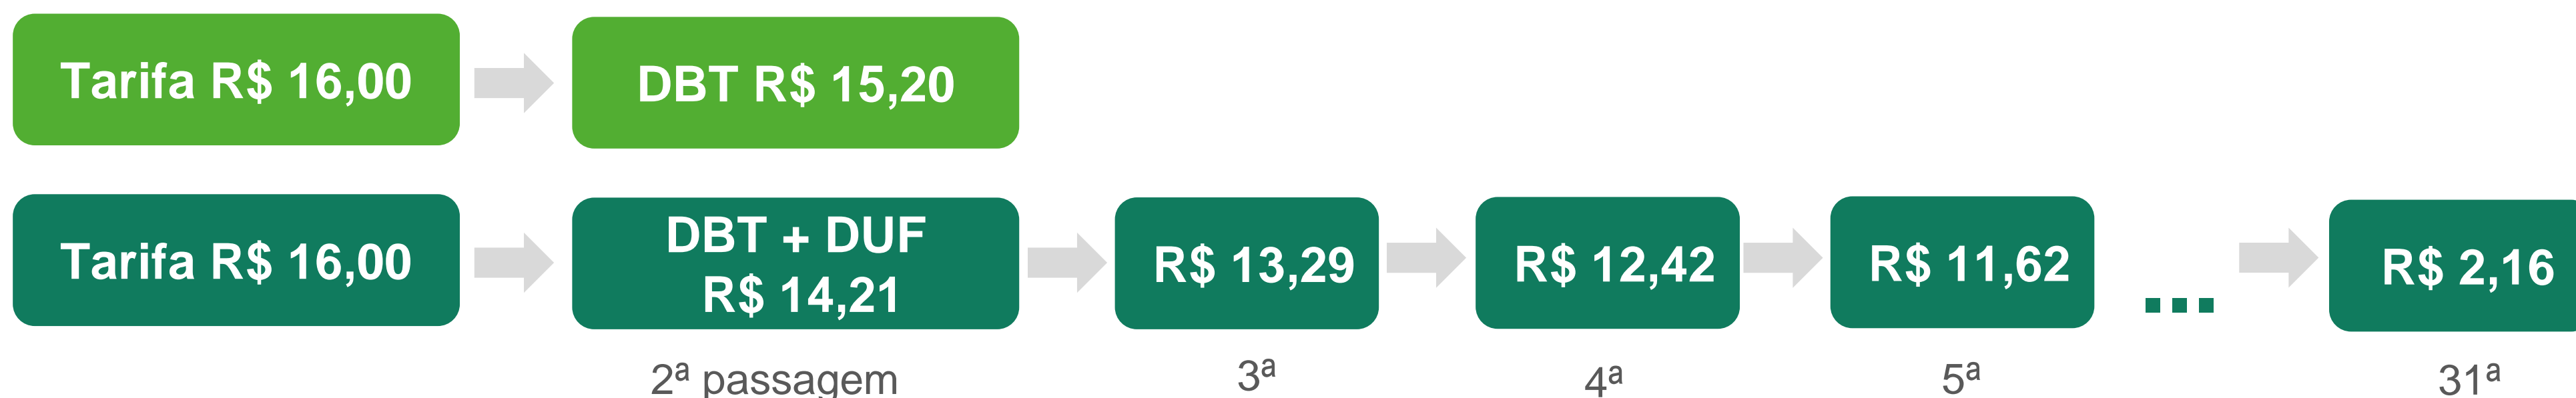 Tarifa R$ 16,00
DBT R$ 15,20
Tarifa R$ 16,00
DBT + DUF
R$ 14,21
R$ 13,29
R$ 12,42
R$ 11,62
...
R$ 2,16
2ª passagem
3ª
4ª
5ª
31ª